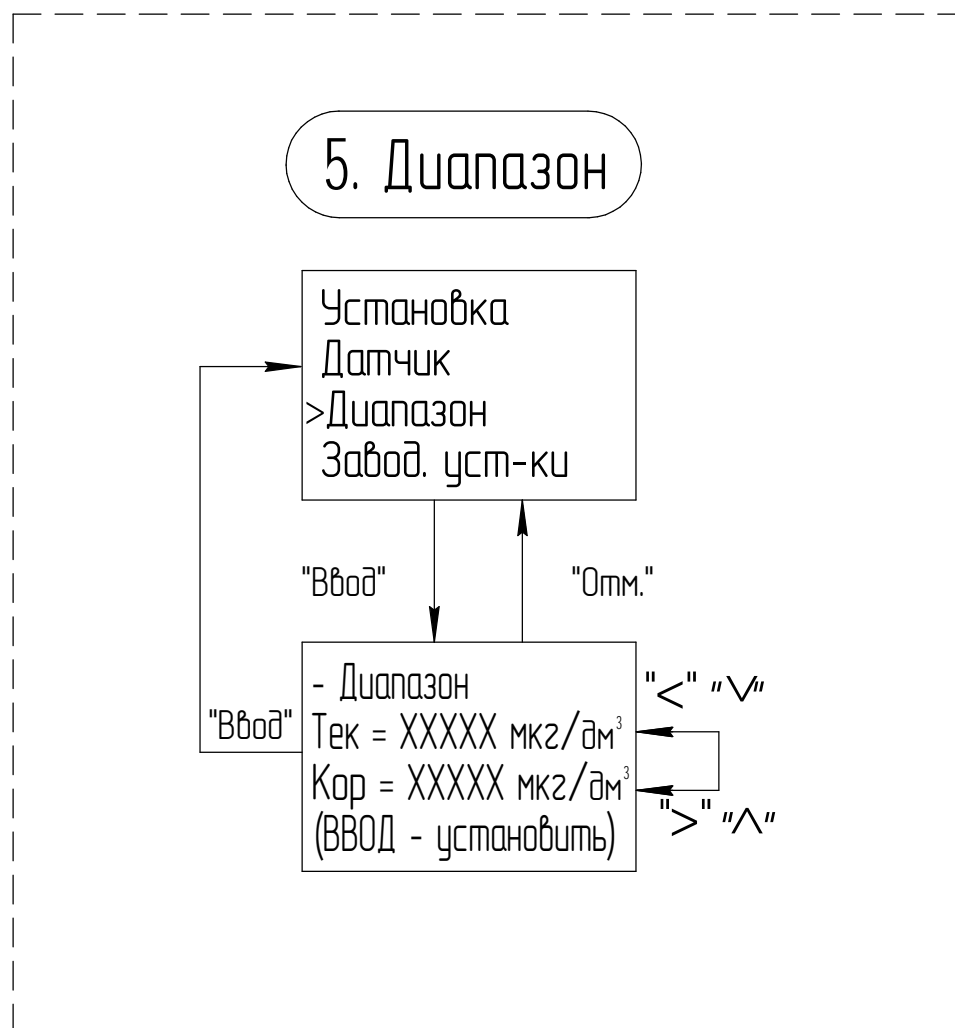 5. Диапазон
Установка
Датчик
>Диапазон
Завод. уст-ки
"Ввод"
"Отм."
- Диапазон
Тек = XXXXX мкг/дм³
Кор = XXXXX мкг/дм³
(ВВОД - установить)
"Ввод"
"<" "∨"
">" "∧"